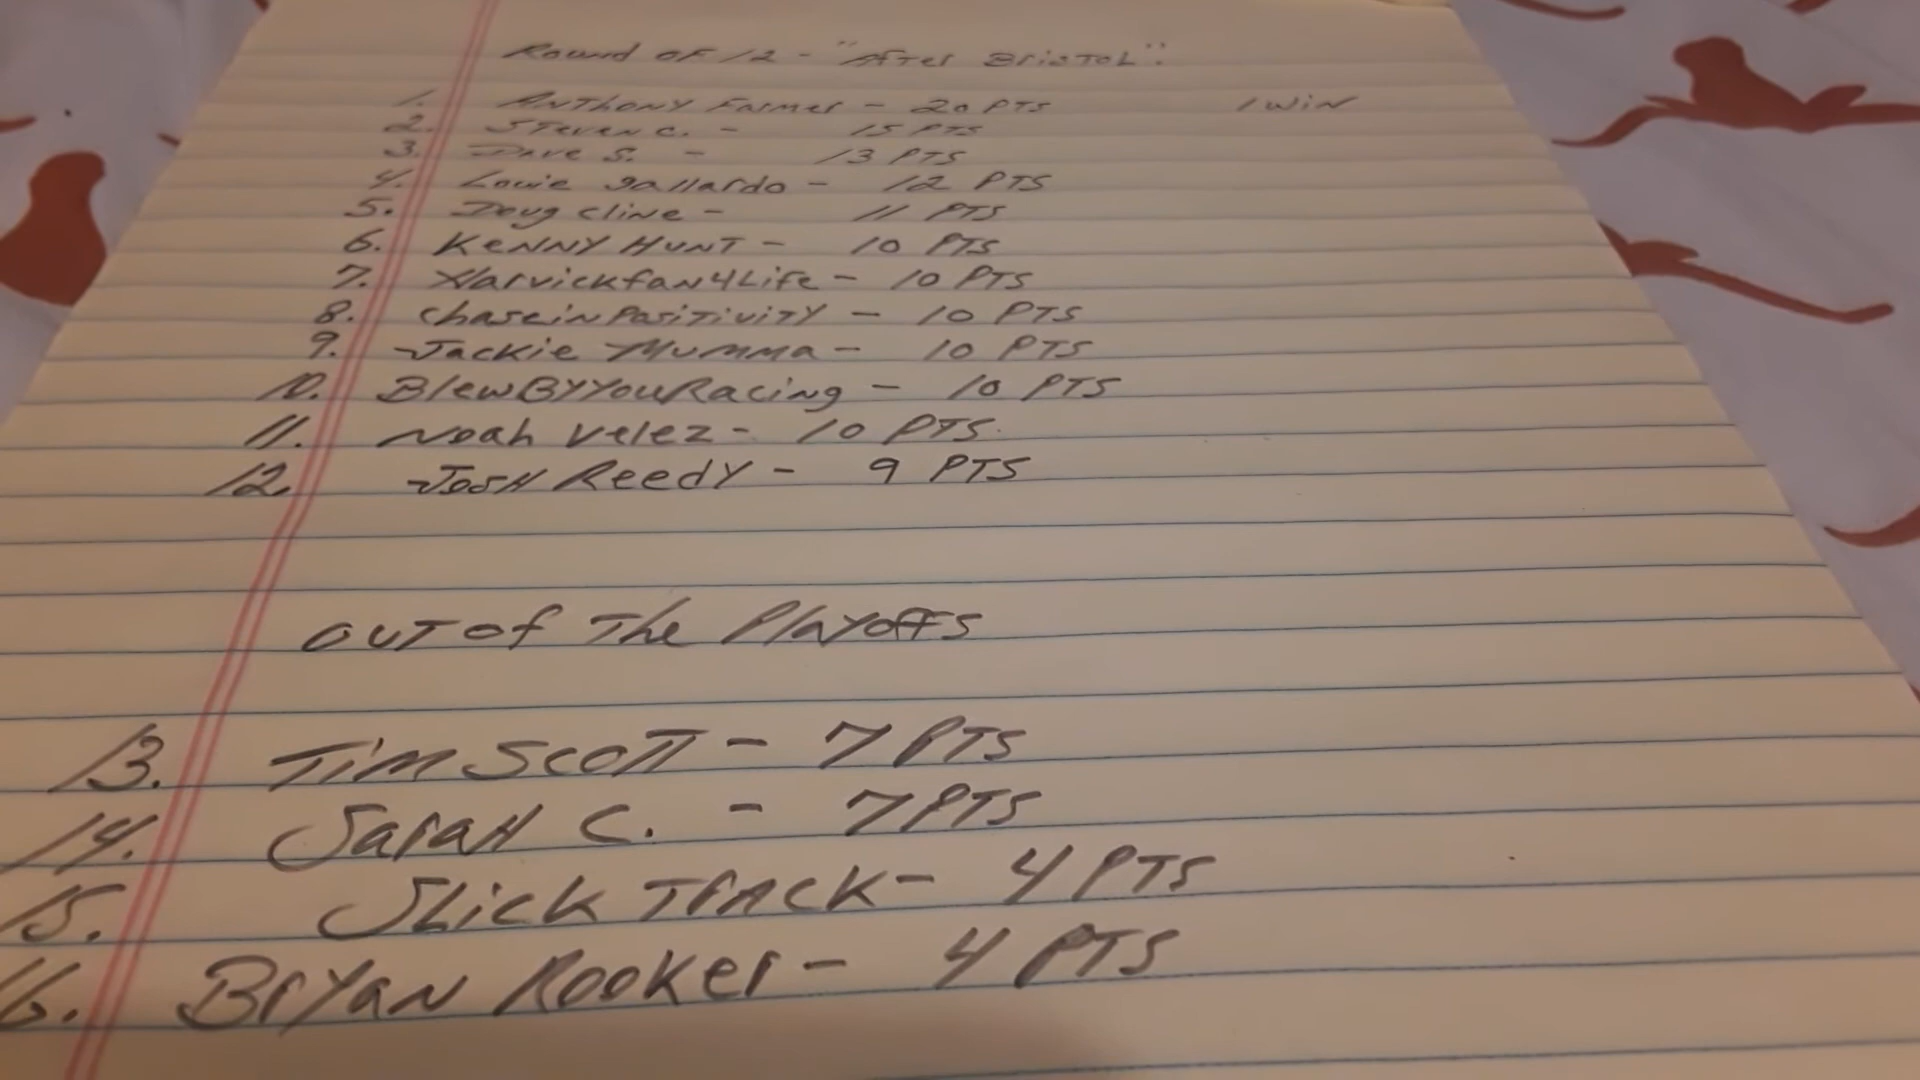 Round of 12 - "After Bristol":
1. Anthony Farmer - 20 PTS 1 WiN
2. Steven C. - 15 PTS
3. Dave S. - 13 PTS
4. Louie gallardo - 12 PTS
5. Doug Cline - 11 PTS
6. KENNY HUNT - 10 PTS
7. Harvickfan4Life - 10 PTS
8. ChaseinPositivity - 10 PTS
9. Jackie Mumma - 10 PTS
10. BlewBYYouRacing - 10 PTS
11. Noah Velez - 10 PTS.
12. Josh Reedy - 9 PTS
OUT of The Playoffs
13. Tim Scott - 7 PTS
14. Sarah C. - 7 PTS
15. Slick Track - 4 PTS
16. Bryan Rooker - 4 PTS